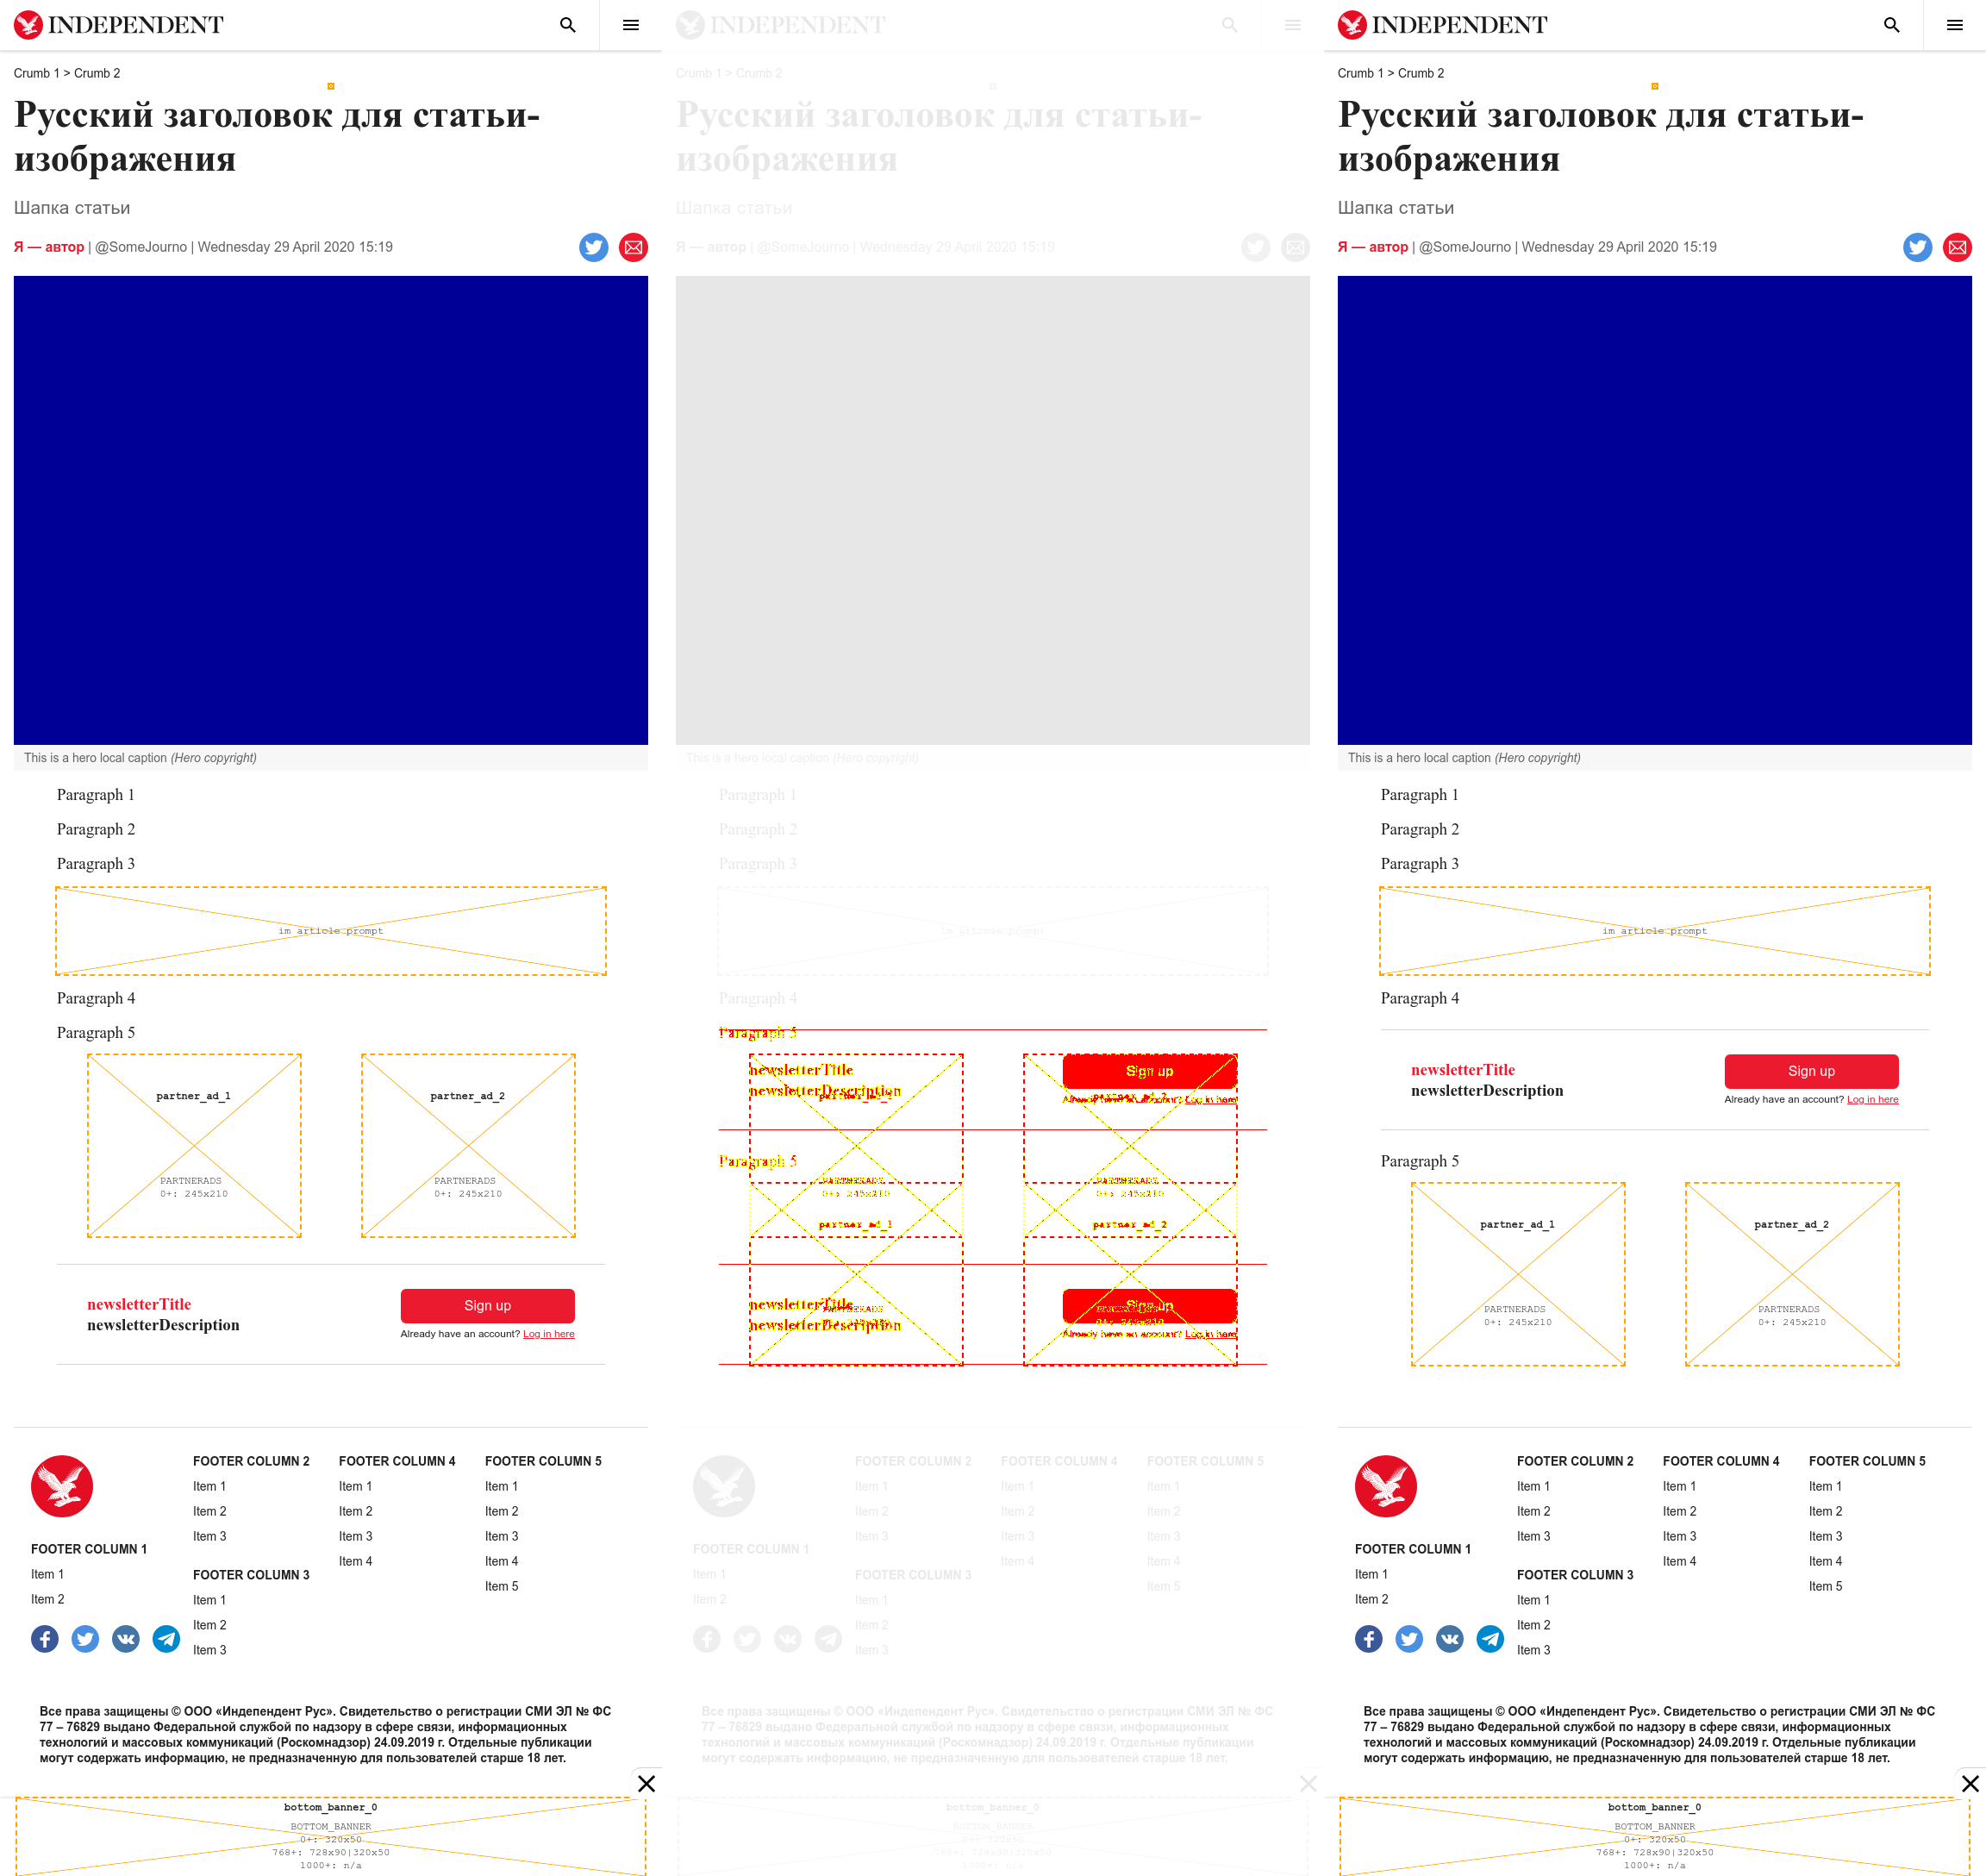 INDEPENDENT
Crumb 1 > Crumb 2
Русский заголовок для статьи-
изображения
Шапка статьи
Я — автор | @SomeJourno | Wednesday 29 April 2020 15:19
This is a hero local caption (Hero copyright)
Paragraph 1
Paragraph 2
Paragraph 3
im article prompt
Paragraph 4
Paragraph 5
partner_ad_1
PARTNERADS
0+: 245x210
partner_ad_2
PARTNERADS
0+: 245x210
newsletterTitle
newsletterDescription
Sign up
Already have an account? Log in here
FOOTER COLUMN 1
Item 1
Item 2
FOOTER COLUMN 2
Item 1
Item 2
Item 3
FOOTER COLUMN 3
Item 1
Item 2
Item 3
FOOTER COLUMN 4
Item 1
Item 2
Item 3
Item 4
FOOTER COLUMN 5
Item 1
Item 2
Item 3
Item 4
Item 5
Все права защищены © ООО «Индепендент Рус». Свидетельство о регистрации СМИ ЭЛ № ФС
77 – 76829 выдано Федеральной службой по надзору в сфере связи, информационных
технологий и массовых коммуникаций (Роскомнадзор) 24.09.2019 г. Отдельные публикации
могут содержать информацию, не предназначенную для пользователей старше 18 лет.
bottom_banner_0
BOTTOM_BANNER
0+: 320x50
768+: 728x90|320x50
1000+: n/a
INDEPENDENT
Crumb 1 > Crumb 2
Русский заголовок для статьи-
изображения
Шапка статьи
Я — автор | @SomeJourno | Wednesday 29 April 2020 15:19
This is a hero local caption (Hero copyright)
Paragraph 1
Paragraph 2
Paragraph 3
im article prompt
Paragraph 4
Paragraph 5
newsletterTitle
newsletterDescription
partner_ad_1
Sign up
partner_ad_2
Already have an account? Log in here
Paragraph 5
PARTNERADS
0+: 245x210
PARTNERADS
0+: 245x210
partner_ad_1
partner_ad_2
newsletterTitle
newsletterDescription
Sign up
Already have an account? Log in here
FOOTER COLUMN 1
Item 1
Item 2
FOOTER COLUMN 2
Item 1
Item 2
Item 3
FOOTER COLUMN 3
Item 1
Item 2
Item 3
FOOTER COLUMN 4
Item 1
Item 2
Item 3
Item 4
FOOTER COLUMN 5
Item 1
Item 2
Item 3
Item 4
Item 5
Все права защищены © ООО «Индепендент Рус». Свидетельство о регистрации СМИ ЭЛ № ФС
77 – 76829 выдано Федеральной службой по надзору в сфере связи, информационных
технологий и массовых коммуникаций (Роскомнадзор) 24.09.2019 г. Отдельные публикации
могут содержать информацию, не предназначенную для пользователей старше 18 лет.
bottom_banner_0
BOTTOM_BANNER
0+: 320x50
768+: 728x90|320x50
1000+: n/a
INDEPENDENT
Crumb 1 > Crumb 2
Русский заголовок для статьи-
изображения
Шапка статьи
Я — автор | @SomeJourno | Wednesday 29 April 2020 15:19
This is a hero local caption (Hero copyright)
Paragraph 1
Paragraph 2
Paragraph 3
im article prompt
Paragraph 4
newsletterTitle
newsletterDescription
Sign up
Already have an account? Log in here
Paragraph 5
partner_ad_1
PARTNERADS
0+: 245x210
partner_ad_2
PARTNERADS
0+: 245x210
FOOTER COLUMN 1
Item 1
Item 2
FOOTER COLUMN 2
Item 1
Item 2
Item 3
FOOTER COLUMN 3
Item 1
Item 2
Item 3
FOOTER COLUMN 4
Item 1
Item 2
Item 3
Item 4
FOOTER COLUMN 5
Item 1
Item 2
Item 3
Item 4
Item 5
Все права защищены © ООО «Индепендент Рус». Свидетельство о регистрации СМИ ЭЛ № ФС
77 – 76829 выдано Федеральной службой по надзору в сфере связи, информационных
технологий и массовых коммуникаций (Роскомнадзор) 24.09.2019 г. Отдельные публикации
могут содержать информацию, не предназначенную для пользователей старше 18 лет.
bottom_banner_0
BOTTOM_BANNER
0+: 320x50
768+: 728x90|320x50
1000+: n/a